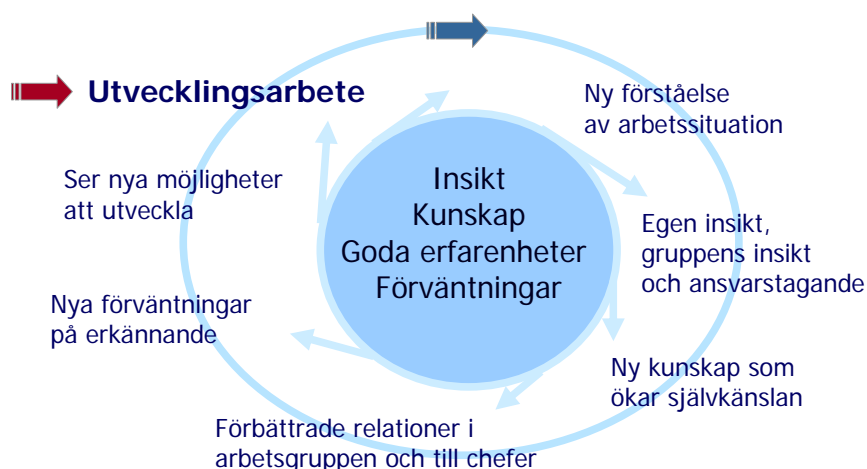 Utvecklingsarbete
Ny förståelse
av arbetssituation
Egen insikt,
gruppens insikt
och ansvarstagande
Ny kunskap som
ökar självkänslan
Förbättrade relationer i
arbetsgruppen och till chefer
Nya förväntningar
på erkännande
Ser nya möjligheter
att utveckla
Insikt
Kunskap
Goda erfarenheter
Förväntningar